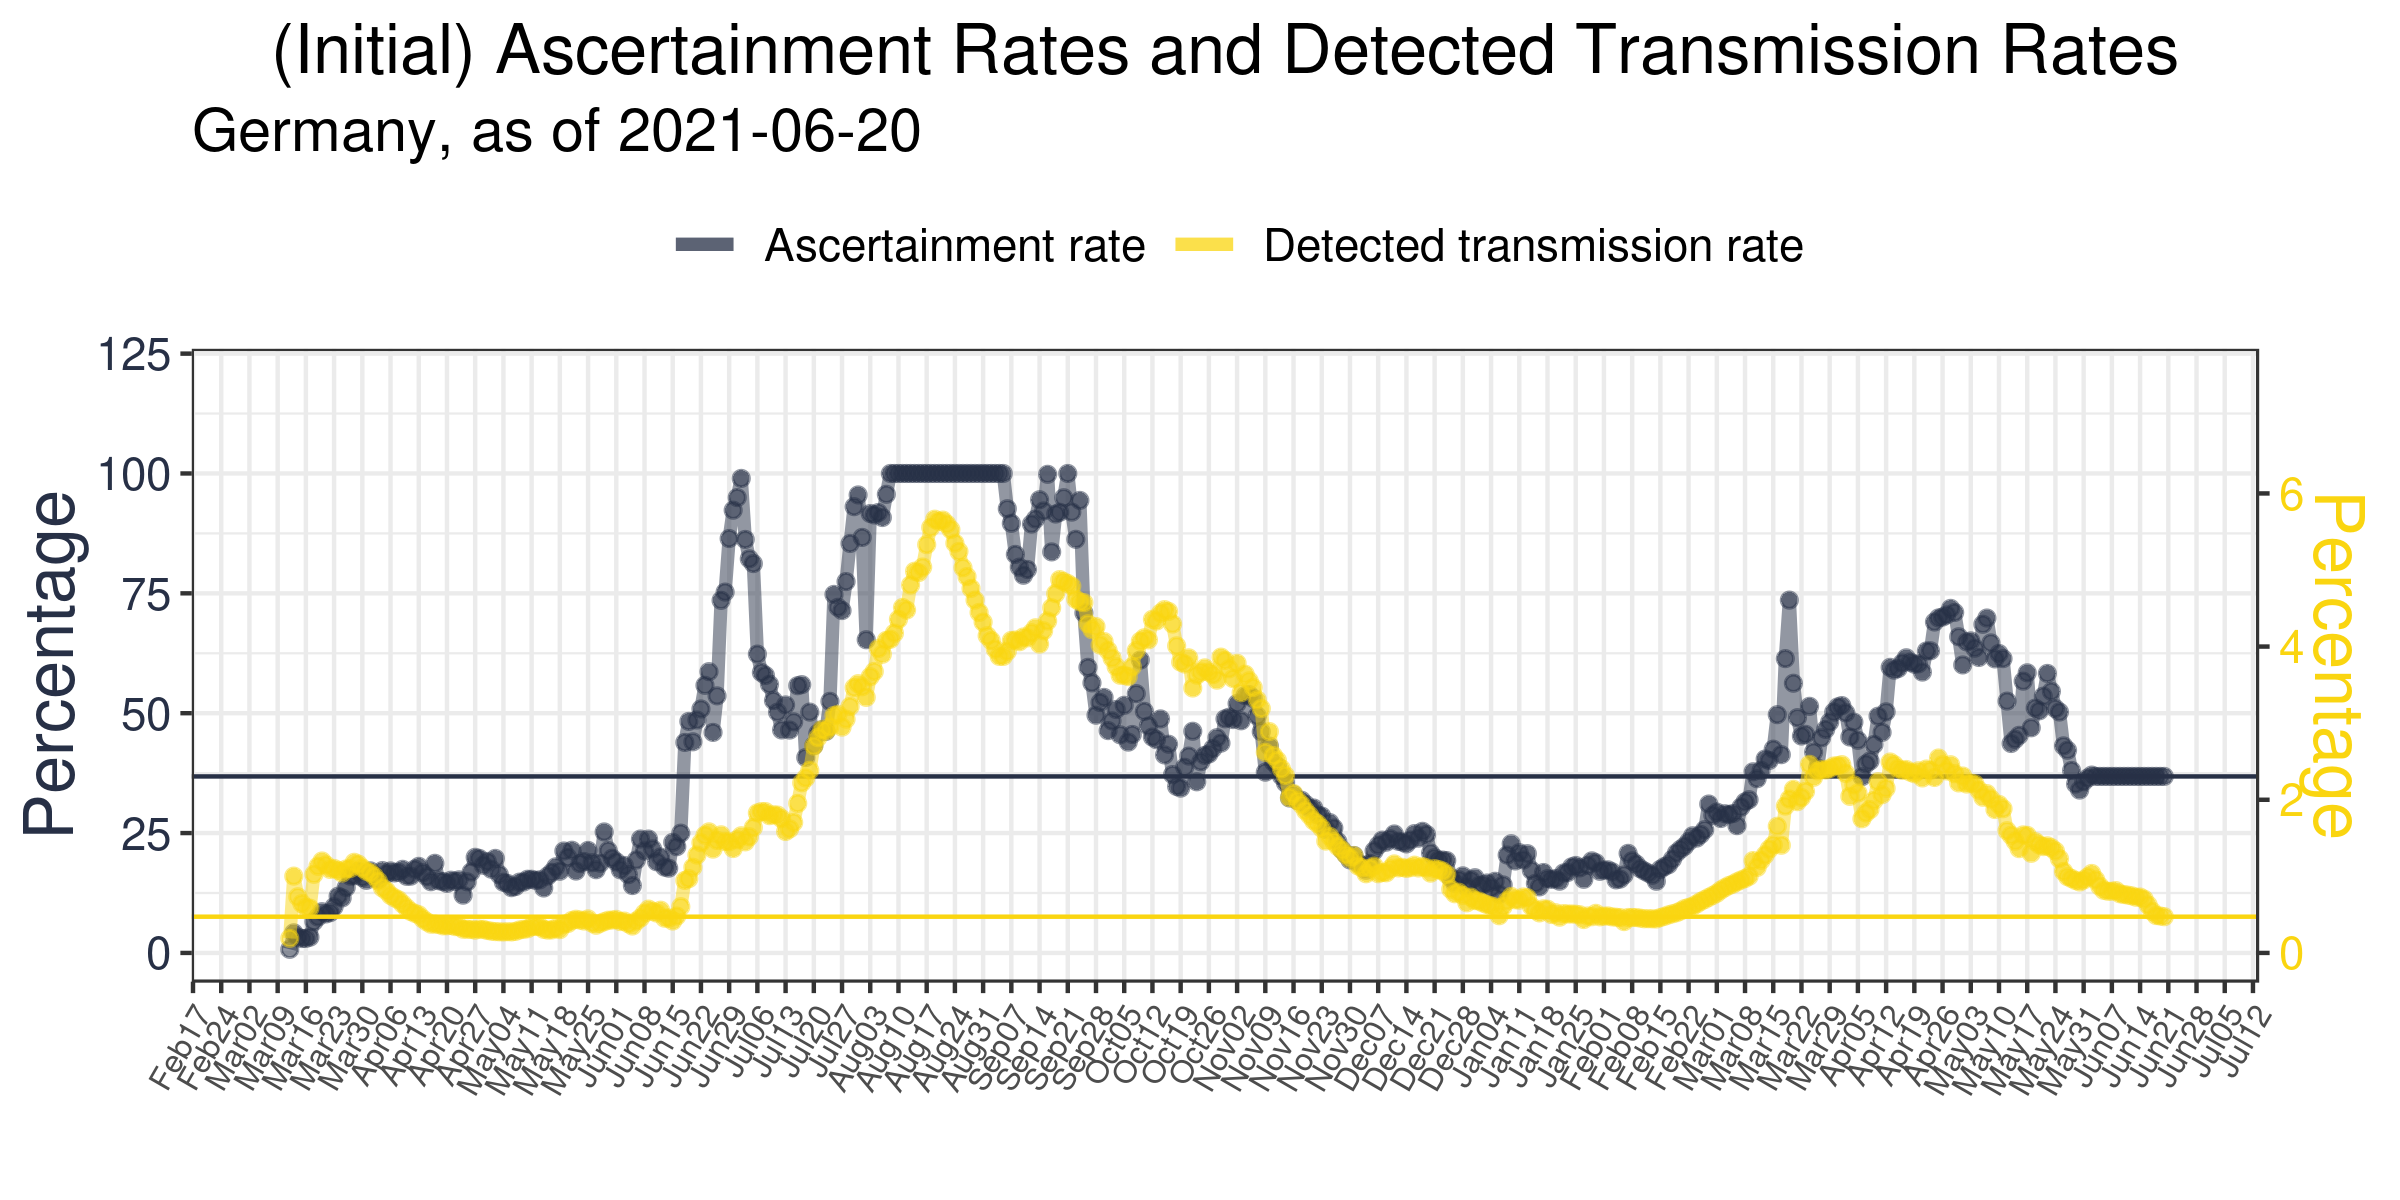 (Initial) Ascertainment Rates and Detected Transmission Rates
Germany, as of 2021-06-20
Ascertainment rate
Detected transmission rate
Percentage
125
100
75
50
25
0
6
4
2
0
Percentage
Feb17
Feb24
Mar02
Mar09
Mar16
Mar23
Mar30
Apr06
Apr13
Apr20
Apr27
May04
May11
May18
May25
Jun01
Jun08
Jun15
Jun22
Jun29
Jul06
Jul13
Jul20
Jul27
Aug03
Aug10
Aug17
Aug24
Aug31
Sep07
Sep14
Sep21
Sep28
Oct05
Oct12
Oct19
Oct26
Nov02
Nov09
Nov16
Nov23
Nov30
Dec07
Dec14
Dec21
Dec28
Jan04
Jan11
Jan18
Jan25
Feb01
Feb08
Feb15
Feb22
Mar01
Mar08
Mar15
Mar22
Mar29
Apr05
Apr12
Apr19
Apr26
May03
May10
May17
May24
May31
Jun07
Jun14
Jun21
Jun28
Jul05
Jul12